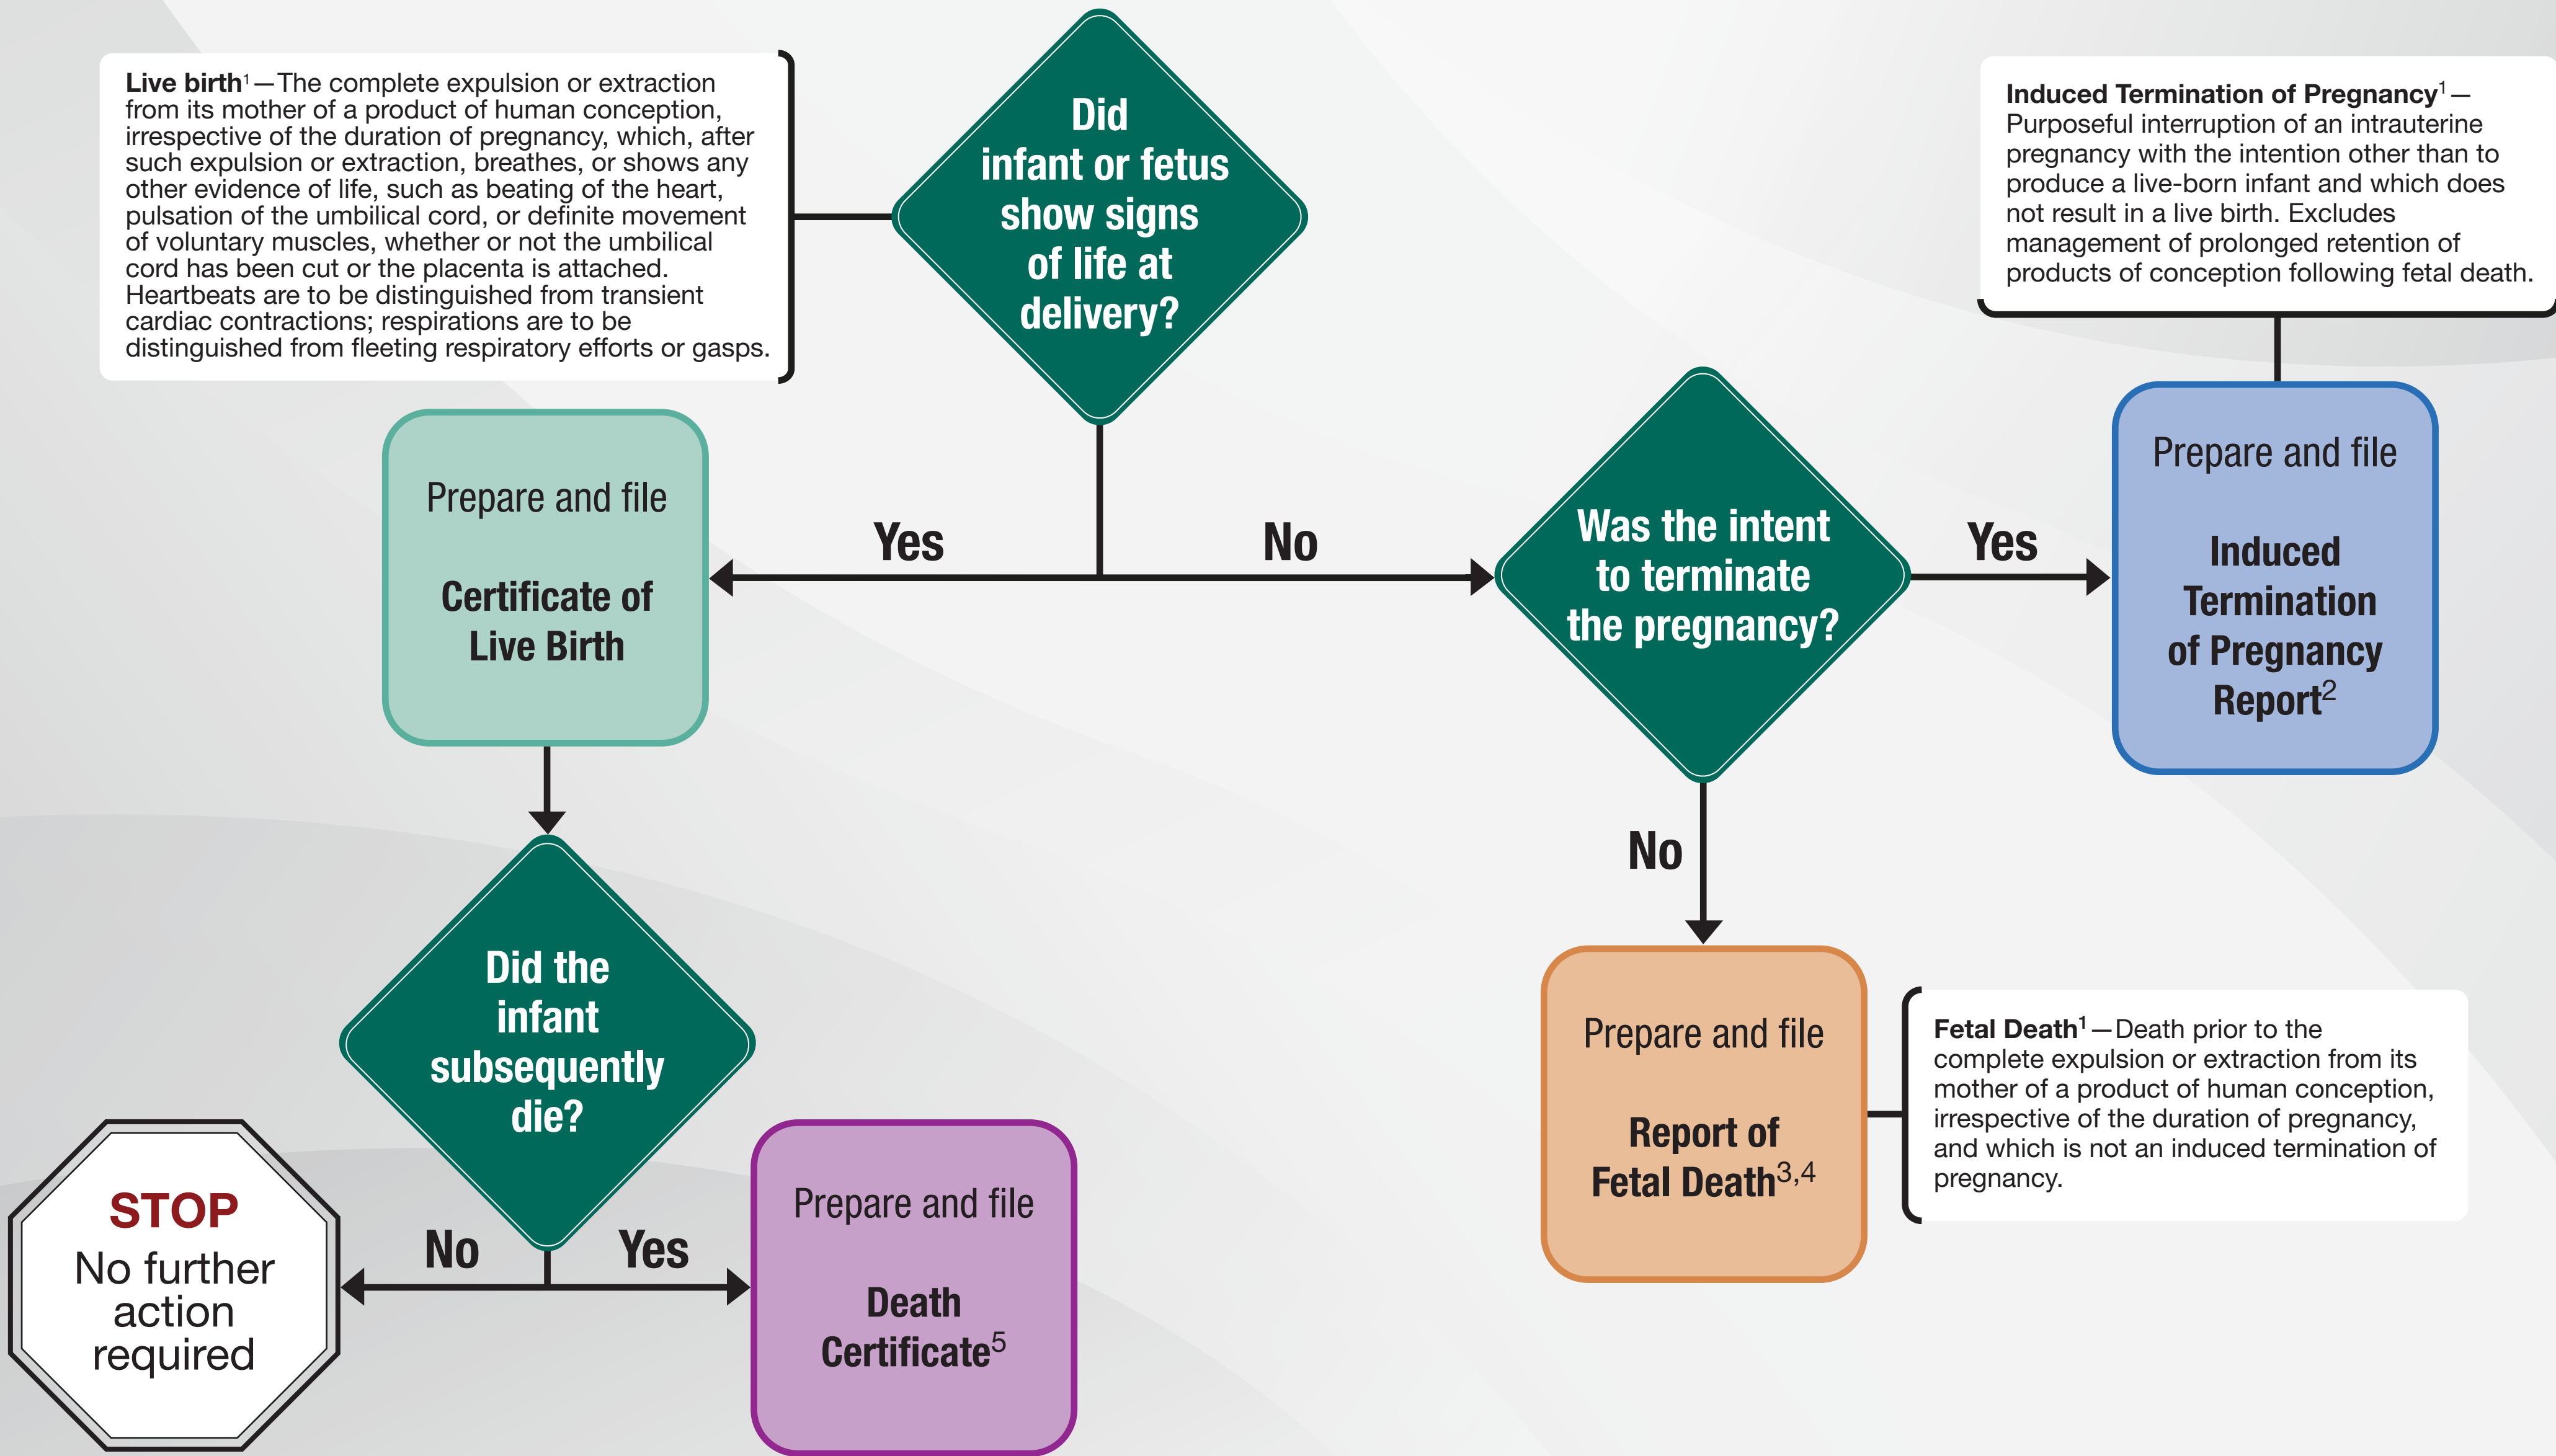 Live birth¹—The complete expulsion or extraction
from its mother of a product of human conception,
irrespective of the duration of pregnancy, which, after
such expulsion or extraction, breathes, or shows any
other evidence of life, such as beating of the heart,
pulsation of the umbilical cord, or definite movement
of voluntary muscles, whether or not the umbilical
cord has been cut or the placenta is attached.
Heartbeats are to be distinguished from transient
cardiac contractions; respirations are to be
distinguished from fleeting respiratory efforts or gasps.
Did
infant or fetus
show signs
of life at
delivery?
Induced Termination of Pregnancy¹—
Purposeful interruption of an intrauterine
pregnancy with the intention other than to
produce a live-born infant and which does
not result in a live birth. Excludes
management of prolonged retention of
products of conception following fetal death.
Yes
No
Prepare and file
Certificate of
Live Birth
Was the intent
to terminate
the pregnancy?
Yes
Prepare and file
Induced
Termination
of Pregnancy
Report²
No
Did the
infant
subsequently
die?
Prepare and file
Report of
Fetal Death³,⁴
Fetal Death¹—Death prior to the
complete expulsion or extraction from its
mother of a product of human conception,
irrespective of the duration of pregnancy,
and which is not an induced termination of
pregnancy.
No
Yes
STOP
No further
action
required
Prepare and file
Death
Certificate⁵